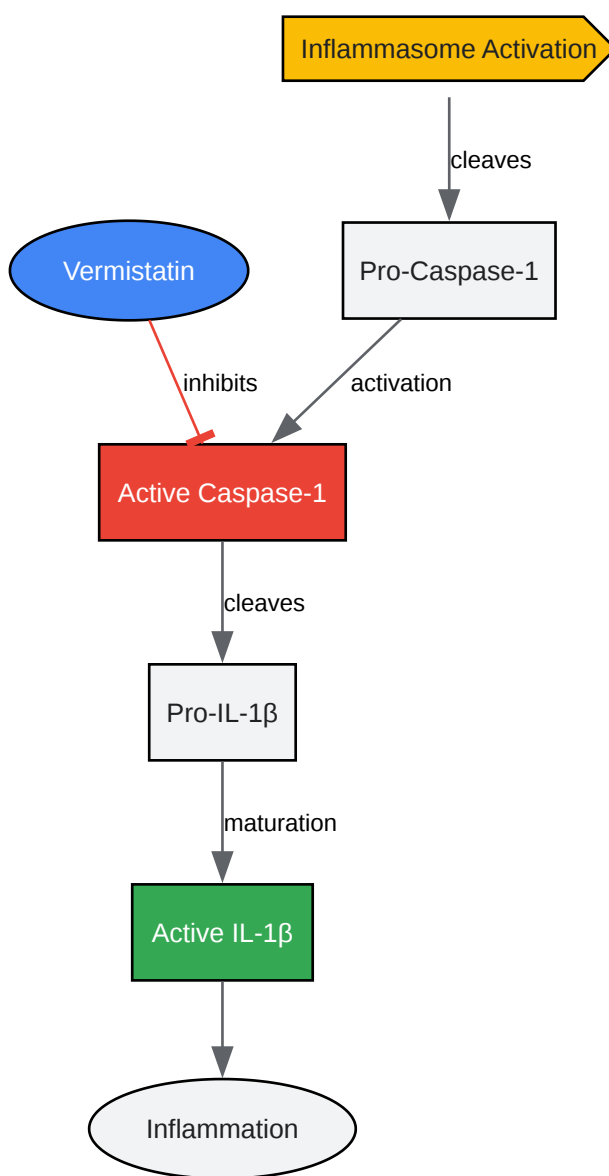 Inflammasome Activation
cleaves
Vermistatin
Pro-Caspase-1
inhibits
activation
Active Caspase-1
cleaves
Pro-IL-1β
maturation
Active IL-1β
Inflammation